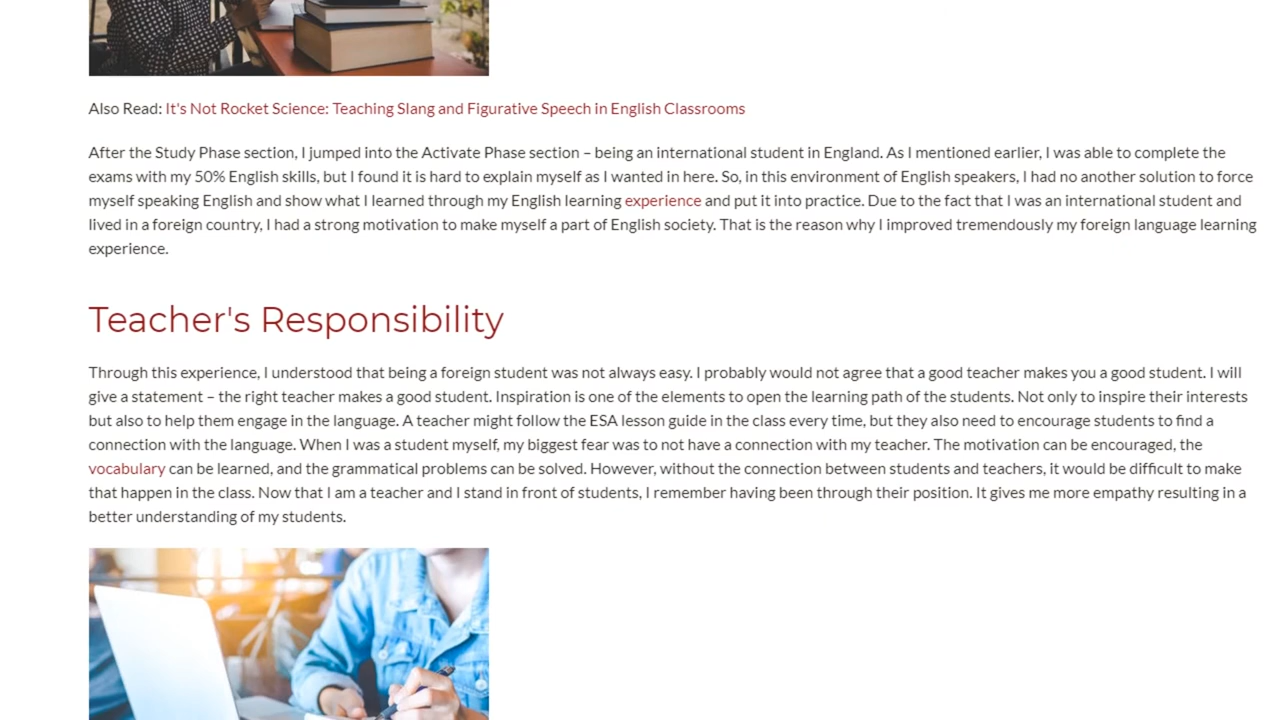 Also Read: It's Not Rocket Science: Teaching Slang and Figurative Speech in English Classrooms
After the Study Phase section, I jumped into the Activate Phase section – being an international student in England. As I mentioned earlier, I was able to complete the
exams with my 50% English skills, but I found it is hard to explain myself as I wanted in here. So, in this environment of English speakers, I had no another solution to force
myself speaking English and show what I learned through my English learning experience and put it into practice. Due to the fact that I was an international student and
lived in a foreign country, I had a strong motivation to make myself a part of English society. That is the reason why I improved tremendously my foreign language learning
experience.
Teacher's Responsibility
Through this experience, I understood that being a foreign student was not always easy. I probably would not agree that a good teacher makes you a good student. I will
give a statement – the right teacher makes a good student. Inspiration is one of the elements to open the learning path of the students. Not only to inspire their interests
but also to help them engage in the language. A teacher might follow the ESA lesson guide in the class every time, but they also need to encourage students to find a
connection with the language. When I was a student myself, my biggest fear was to not have a connection with my teacher. The motivation can be encouraged, the
vocabulary can be learned, and the grammatical problems can be solved. However, without the connection between students and teachers, it would be difficult to make
that happen in the class. Now that I am a teacher and I stand in front of students, I remember having been through their position. It gives me more empathy resulting in a
better understanding of my students.